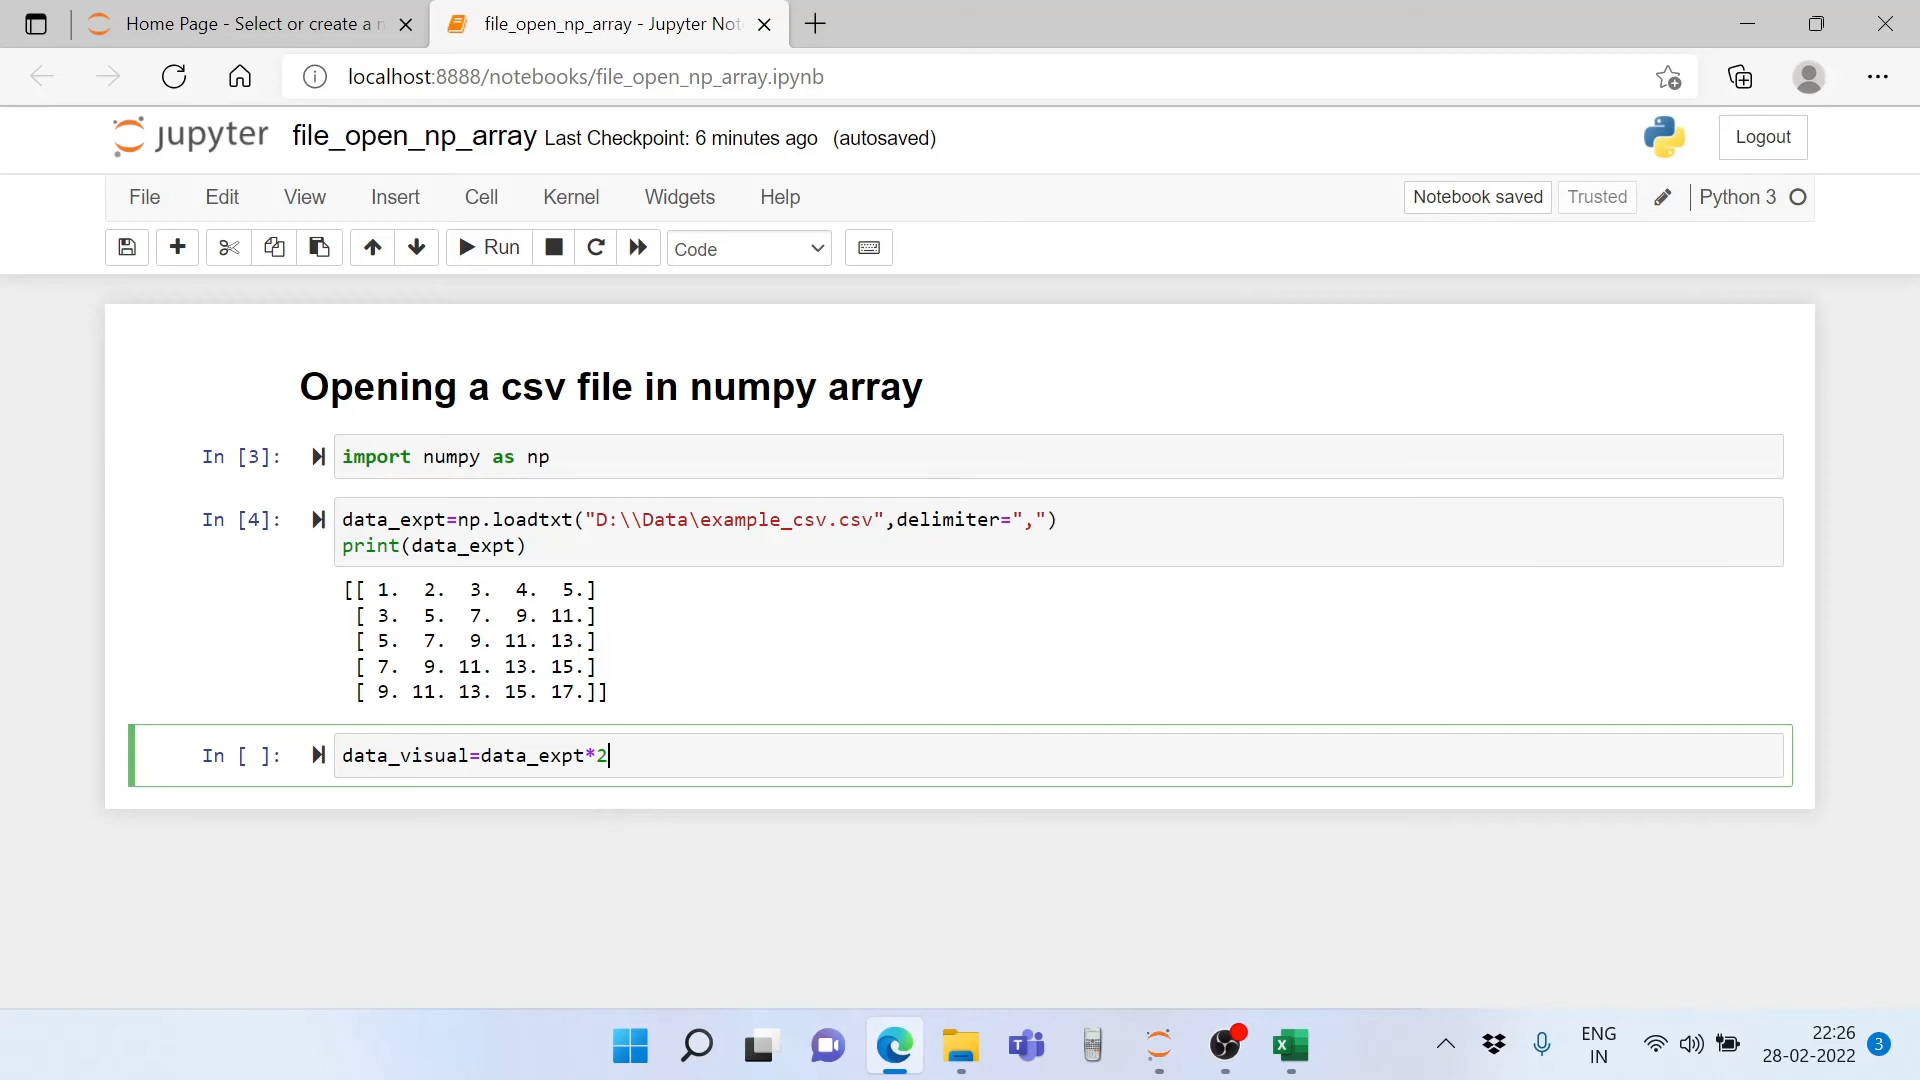 Home Page - Select or create a n
file_open_np_array - Jupyter Not
localhost:8888/notebooks/file_open_np_array.ipynb
jupyter file_open_np_array Last Checkpoint: 6 minutes ago (autosaved)
Logout
File Edit View Insert Cell Kernel Widgets Help
Notebook saved Trusted Python 3
Run Code
Opening a csv file in numpy array
In [3]: import numpy as np
In [4]: data_expt=np.loadtxt("D:\\Data\example_csv.csv",delimiter=",")
print(data_expt)
[[ 1.  2.  3.  4.  5.]
 [ 3.  5.  7.  9. 11.]
 [ 5.  7.  9. 11. 13.]
 [ 7.  9. 11. 13. 15.]
 [ 9. 11. 13. 15. 17.]]
In [ ]: data_visual=data_expt*2
ENG
IN
22:26
28-02-2022
3